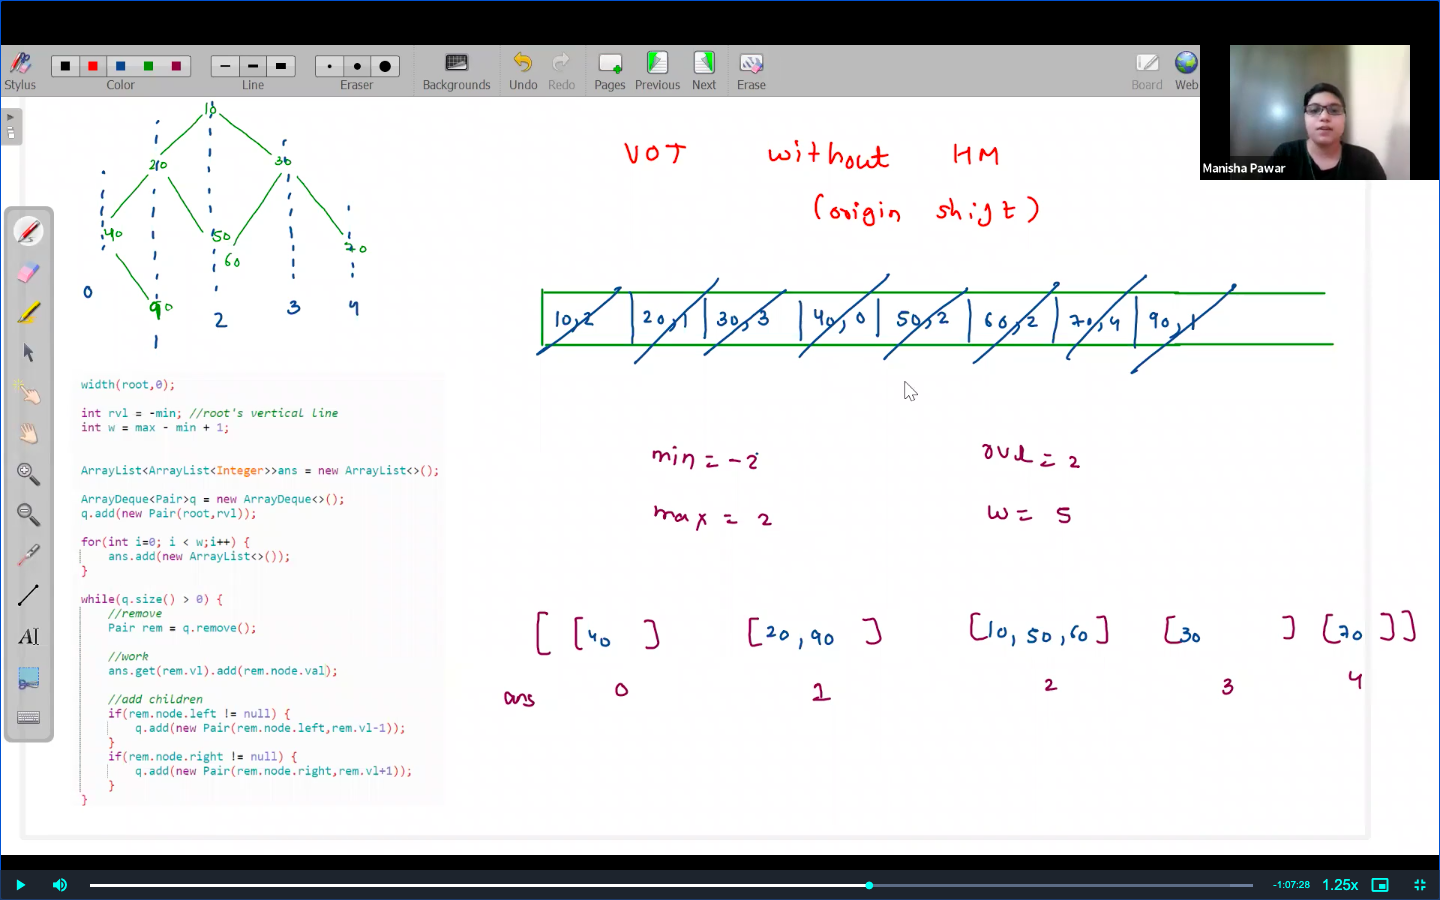 Stylus Color Line Eraser Backgrounds Undo Redo Pages Previous Next Erase Board Web
Manisha Pawar
10
20 30
40 50 60 70
90
0 1 2 3 4
VOT without HM
(origin shift)
10,2 | 20,1 | 30,3 | 40,0 | 50,2 | 60,2 | 70,4 | 90,1
width(root,0);
int rvl = -min; //root's vertical line
int w = max - min + 1;
ArrayList<ArrayList<Integer>>ans = new ArrayList<>();
ArrayDeque<Pair>q = new ArrayDeque<>();
q.add(new Pair(root,rvl));
for(int i=0; i < w;i++) {
ans.add(new ArrayList<>());
}
while(q.size() > 0) {
//remove
Pair rem = q.remove();
//work
ans.get(rem.vl).add(rem.node.val);
//add children
if(rem.node.left != null) {
q.add(new Pair(rem.node.left,rem.vl-1));
}
if(rem.node.right != null) {
q.add(new Pair(rem.node.right,rem.vl+1));
}
}
min = -2 rvl = 2
max = 2 w = 5
[ [40 ] [20, 90 ] [10, 50, 60] [30 ] [70 ] ]
ans 0 1 2 3 4
AI
-1:07:28 1.25x